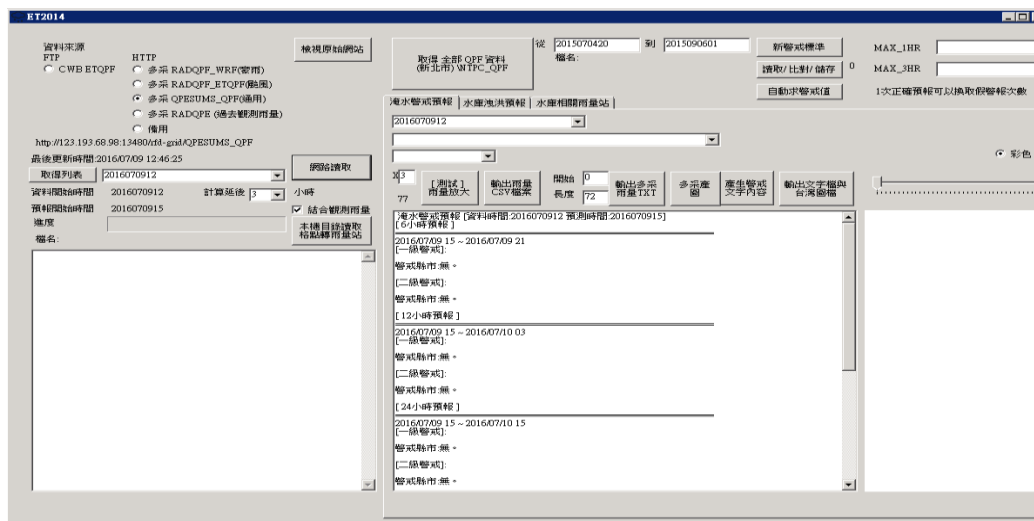 ET2014
資料來源
FTP
HTTP
CWB ETQPF
多采 RADQPF_WRF(豪雨)
多采 RADQPF_ETQPF(颱風)
多采 QPESUMS_QPF(通用)
多采 RADQPE (過去觀測雨量)
備用
檢視原始網站
http://123.193.68.98:13480/rfd-grid/QPESUMS_QPF
最後更新時間:2016/07/09 12:46:25
取得列表
2016070912
網路讀取
資料開始時間 2016070912 計算延後 3 小時
預報開始時間 2016070915
結合觀測雨量
進度
檔名:
本機目錄讀取
格點轉雨量站
取得 全部 QPF 資料
(新北市) \NTPC_QPF
從 2015070420 到 2015090601
檔名:
新警戒標準
讀取/比對/儲存 0
自動求警戒值
MAX_1HR
MAX_3HR
1次正確預報可以換取假警報次數
淹水警戒預報
水庫洩洪預報
水庫相關雨量站
2016070912
彩色
X3
77
[測試]
雨量放大
輸出雨量
CSV檔案
開始 0
長度 72
輸出多采
雨量TXT
多采產
圖
產生警戒
文字內容
輸出文字檔與
台灣圖檔
淹水警戒預報 [資料時間:2016070912 預測時間:2016070915]
[6小時預報]
2016/07/09 15 ~ 2016/07/09 21
[一級警戒]:
警戒縣市:無。
[二級警戒]:
警戒縣市:無。
[12小時預報]
2016/07/09 15 ~ 2016/07/10 03
[一級警戒]:
警戒縣市:無。
[二級警戒]:
警戒縣市:無。
[24小時預報]
2016/07/09 15 ~ 2016/07/10 15
[一級警戒]:
警戒縣市:無。
[二級警戒]:
警戒縣市:無。